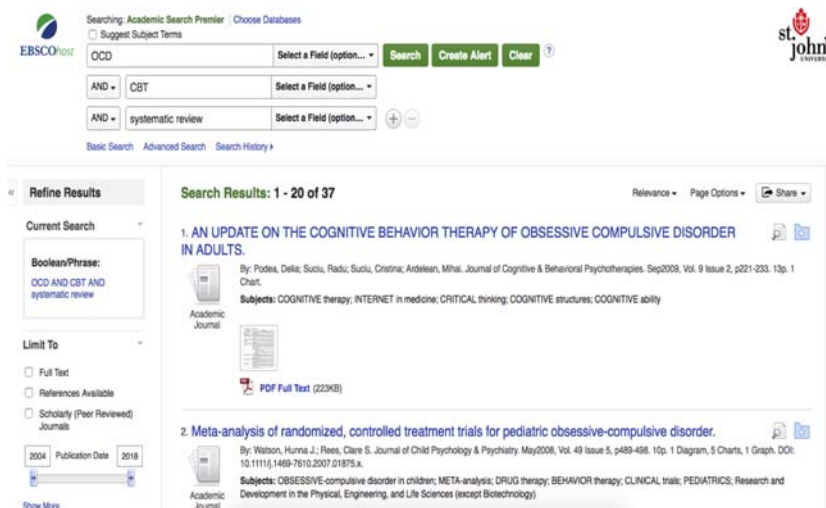 Searching: Academic Search Premier | Choose Databases
Suggest Subject Terms
EBSCOhost
OCD Select a Field (option... Search Create Alert Clear ?
AND CBT Select a Field (option...
AND systematic review Select a Field (option... + −
Basic Search Advanced Search Search History
st. john
UNIVERSI
« Refine Results
Search Results: 1 - 20 of 37
Relevance Page Options Share
Current Search
Boolean/Phrase:
OCD AND CBT AND
systematic review
Limit To
Full Text
References Available
Scholarly (Peer Reviewed)
Journals
2004 Publication Date 2018
Show More
1. AN UPDATE ON THE COGNITIVE BEHAVIOR THERAPY OF OBSESSIVE COMPULSIVE DISORDER
IN ADULTS.
By: Podea, Delia; Suciu, Radu; Suciu, Cristina; Ardelean, Mihai. Journal of Cognitive & Behavioral Psychotherapies. Sep2009, Vol. 9 Issue 2, p221-233. 13p. 1
Chart.
Subjects: COGNITIVE therapy; INTERNET in medicine; CRITICAL thinking; COGNITIVE structures; COGNITIVE ability
Academic
Journal
PDF Full Text (223KB)
2. Meta-analysis of randomized, controlled treatment trials for pediatric obsessive-compulsive disorder.
By: Watson, Hunna J.; Rees, Clare S. Journal of Child Psychology & Psychiatry. May2008, Vol. 49 Issue 5, p489-498. 10p. 1 Diagram, 5 Charts, 1 Graph. DOI:
10.1111/j.1469-7610.2007.01875.x.
Subjects: OBSESSIVE-compulsive disorder in children; META-analysis; DRUG therapy; BEHAVIOR therapy; CLINICAL trials; PEDIATRICS; Research and
Development in the Physical, Engineering, and Life Sciences (except Biotechnology)
Academic
Journal